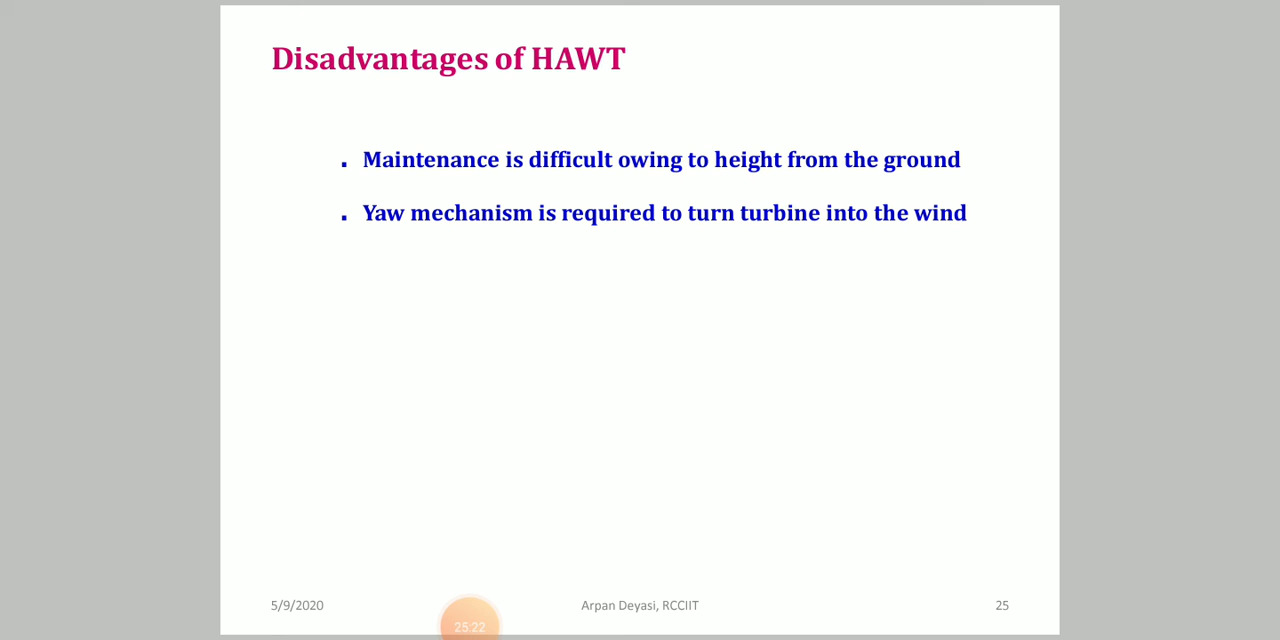 Disadvantages of HAWT
. Maintenance is difficult owing to height from the ground
. Yaw mechanism is required to turn turbine into the wind
5/9/2020
Arpan Deyasi, RCCIIT
25
25:22